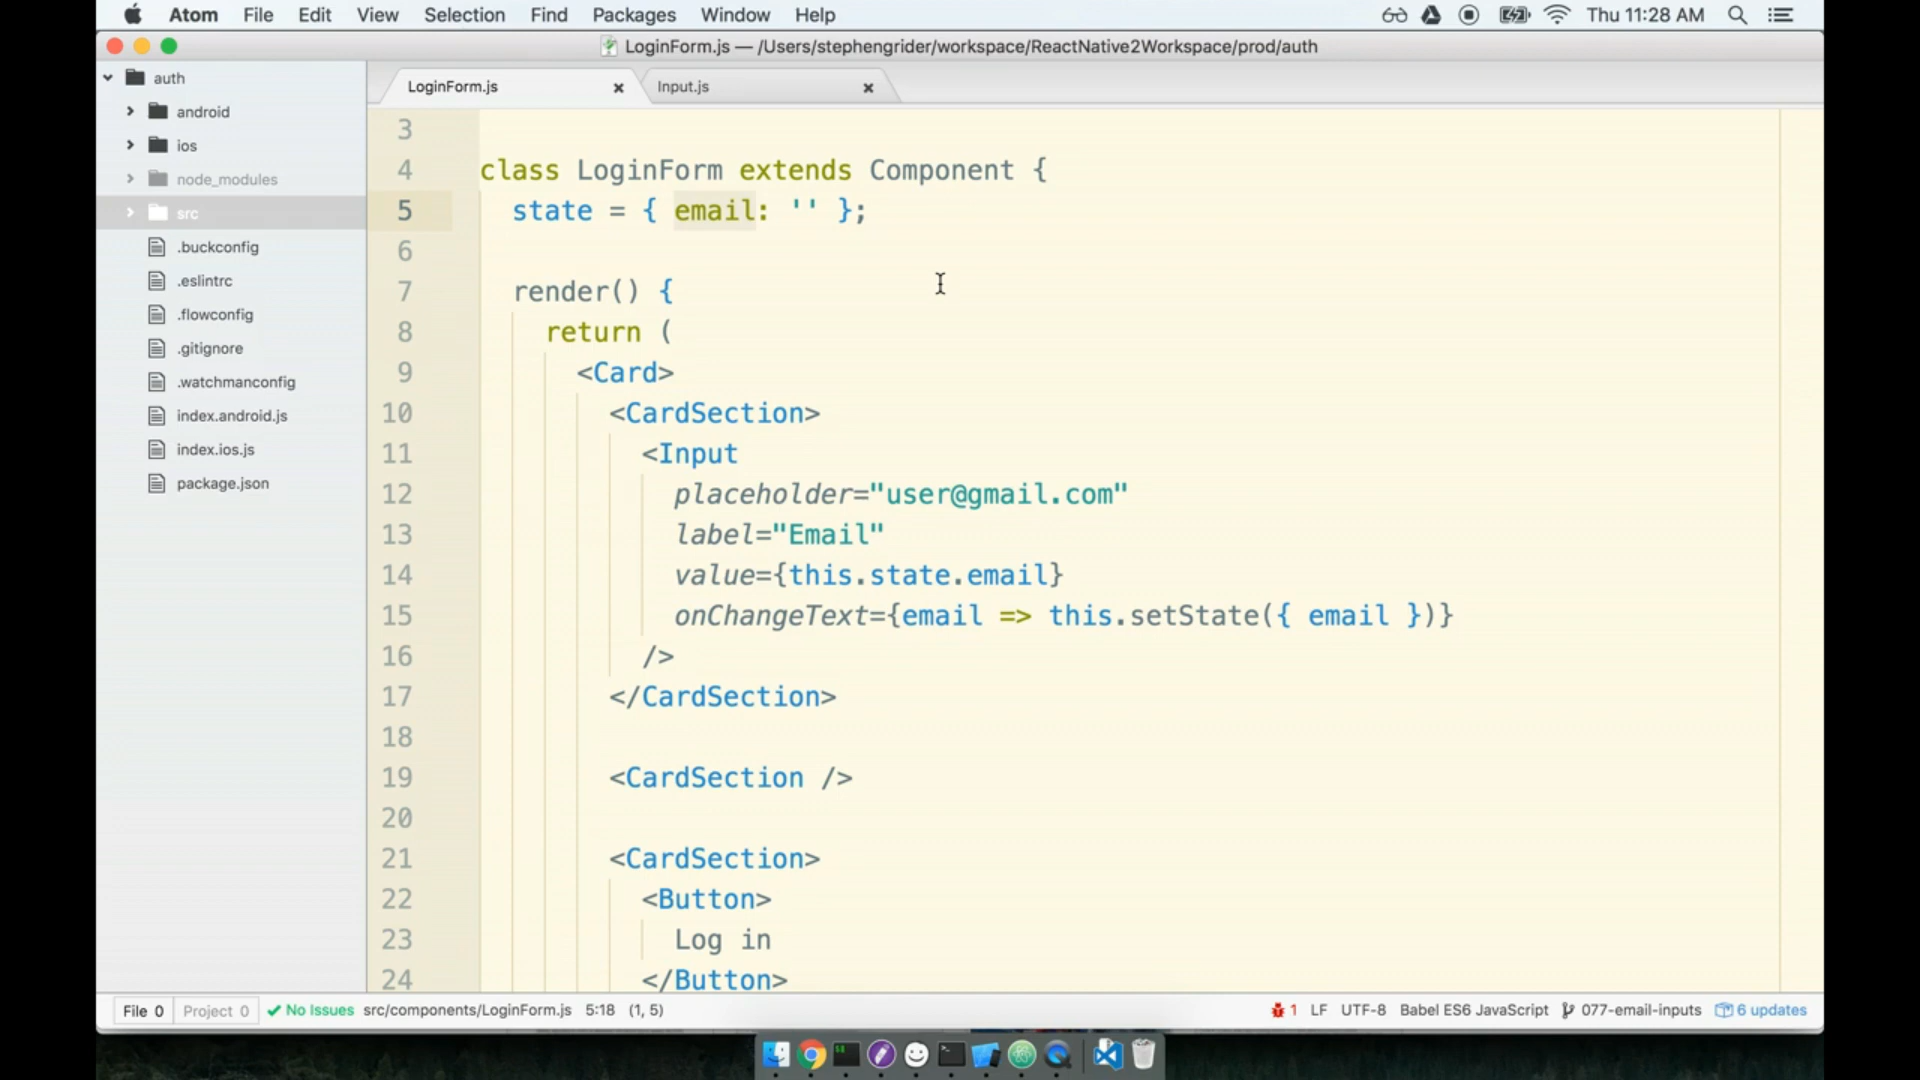 Atom File Edit View Selection Find Packages Window Help Thu 11:28 AM
LoginForm.js — /Users/stephengrider/workspace/ReactNative2Workspace/prod/auth
auth
android
ios
node_modules
src
.buckconfig
.eslintrc
.flowconfig
.gitignore
.watchmanconfig
index.android.js
index.ios.js
package.json
LoginForm.js Input.js
3
4 class LoginForm extends Component {
5 state = { email: '' };
6
7 render() {
8 return (
9 <Card>
10 <CardSection>
11 <Input
12 placeholder="user@gmail.com"
13 label="Email"
14 value={this.state.email}
15 onChangeText={email => this.setState({ email })}
16 />
17 </CardSection>
18
19 <CardSection />
20
21 <CardSection>
22 <Button>
23 Log in
24 </Button>
File 0 Project 0 No Issues src/components/LoginForm.js 5:18 (1, 5) 1 LF UTF-8 Babel ES6 JavaScript 077-email-inputs 6 updates